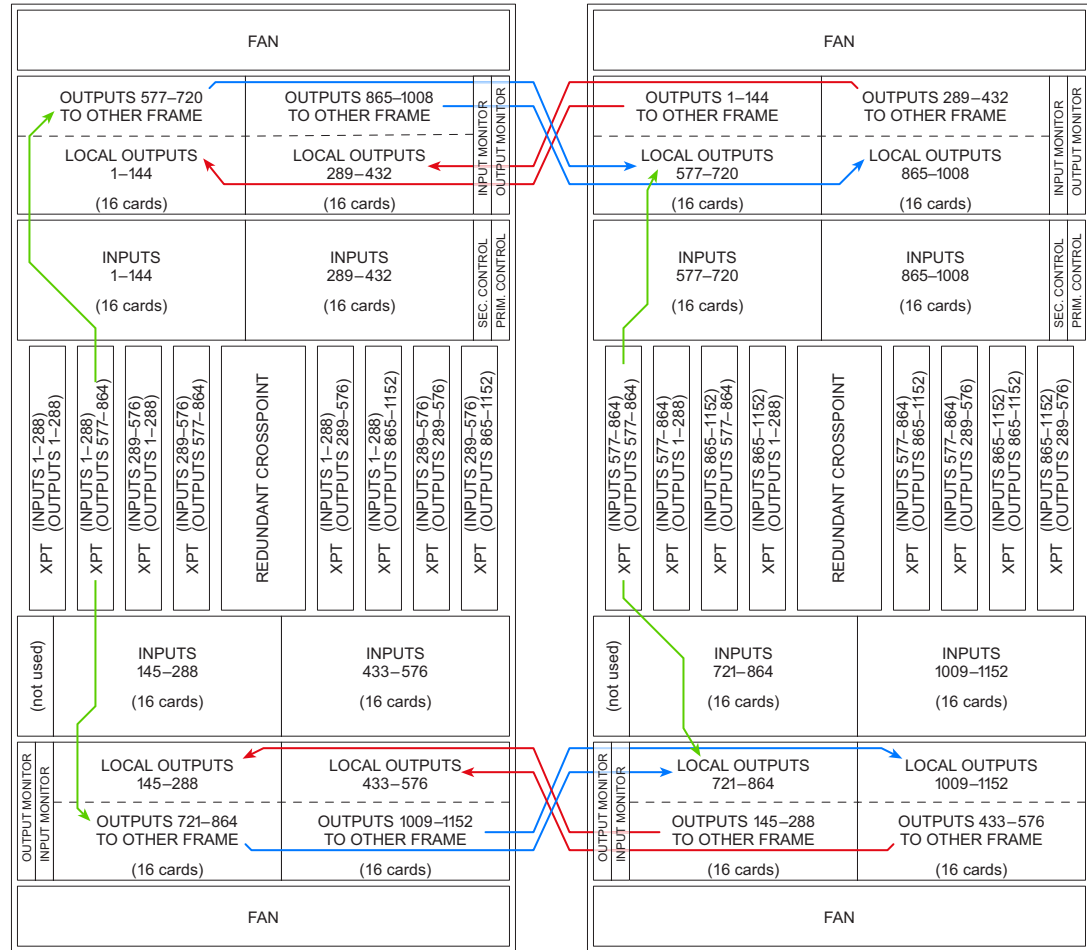 FAN
OUTPUTS 577–720
TO OTHER FRAME
OUTPUTS 865–1008
TO OTHER FRAME
LOCAL OUTPUTS
1–144
(16 cards)
LOCAL OUTPUTS
289–432
(16 cards)
INPUT MONITOR
OUTPUT MONITOR
INPUTS
1–144
(16 cards)
INPUTS
289–432
(16 cards)
SEC. CONTROL
PRIM. CONTROL
XPT (INPUTS 1–288)
(OUTPUTS 1–288)
XPT (INPUTS 1–288)
(OUTPUTS 577–864)
XPT (INPUTS 289–576)
(OUTPUTS 1–288)
XPT (INPUTS 289–576)
(OUTPUTS 577–864)
REDUNDANT CROSSPOINT
XPT (INPUTS 1–288)
(OUTPUTS 289–576)
XPT (INPUTS 1–288)
(OUTPUTS 865–1152)
XPT (INPUTS 289–576)
(OUTPUTS 289–576)
XPT (INPUTS 289–576)
(OUTPUTS 865–1152)
(not used)
INPUTS
145–288
(16 cards)
INPUTS
433–576
(16 cards)
OUTPUT MONITOR
INPUT MONITOR
LOCAL OUTPUTS
145–288
LOCAL OUTPUTS
433–576
OUTPUTS 721–864
TO OTHER FRAME
(16 cards)
OUTPUTS 1009–1152
TO OTHER FRAME
(16 cards)
FAN
FAN
OUTPUTS 1–144
TO OTHER FRAME
OUTPUTS 289–432
TO OTHER FRAME
LOCAL OUTPUTS
577–720
(16 cards)
LOCAL OUTPUTS
865–1008
(16 cards)
INPUT MONITOR
OUTPUT MONITOR
INPUTS
577–720
(16 cards)
INPUTS
865–1008
(16 cards)
SEC. CONTROL
PRIM. CONTROL
XPT (INPUTS 577–864)
(OUTPUTS 577–864)
XPT (INPUTS 577–864)
(OUTPUTS 1–288)
XPT (INPUTS 865–1152)
(OUTPUTS 577–864)
XPT (INPUTS 865–1152)
(OUTPUTS 1–288)
REDUNDANT CROSSPOINT
XPT (INPUTS 577–864)
(OUTPUTS 865–1152)
XPT (INPUTS 577–864)
(OUTPUTS 289–576)
XPT (INPUTS 865–1152)
(OUTPUTS 865–1152)
XPT (INPUTS 865–1152)
(OUTPUTS 289–576)
(not used)
INPUTS
721–864
(16 cards)
INPUTS
1009–1152
(16 cards)
OUTPUT MONITOR
INPUT MONITOR
LOCAL OUTPUTS
721–864
LOCAL OUTPUTS
1009–1152
OUTPUTS 145–288
TO OTHER FRAME
(16 cards)
OUTPUTS 433–576
TO OTHER FRAME
(16 cards)
FAN